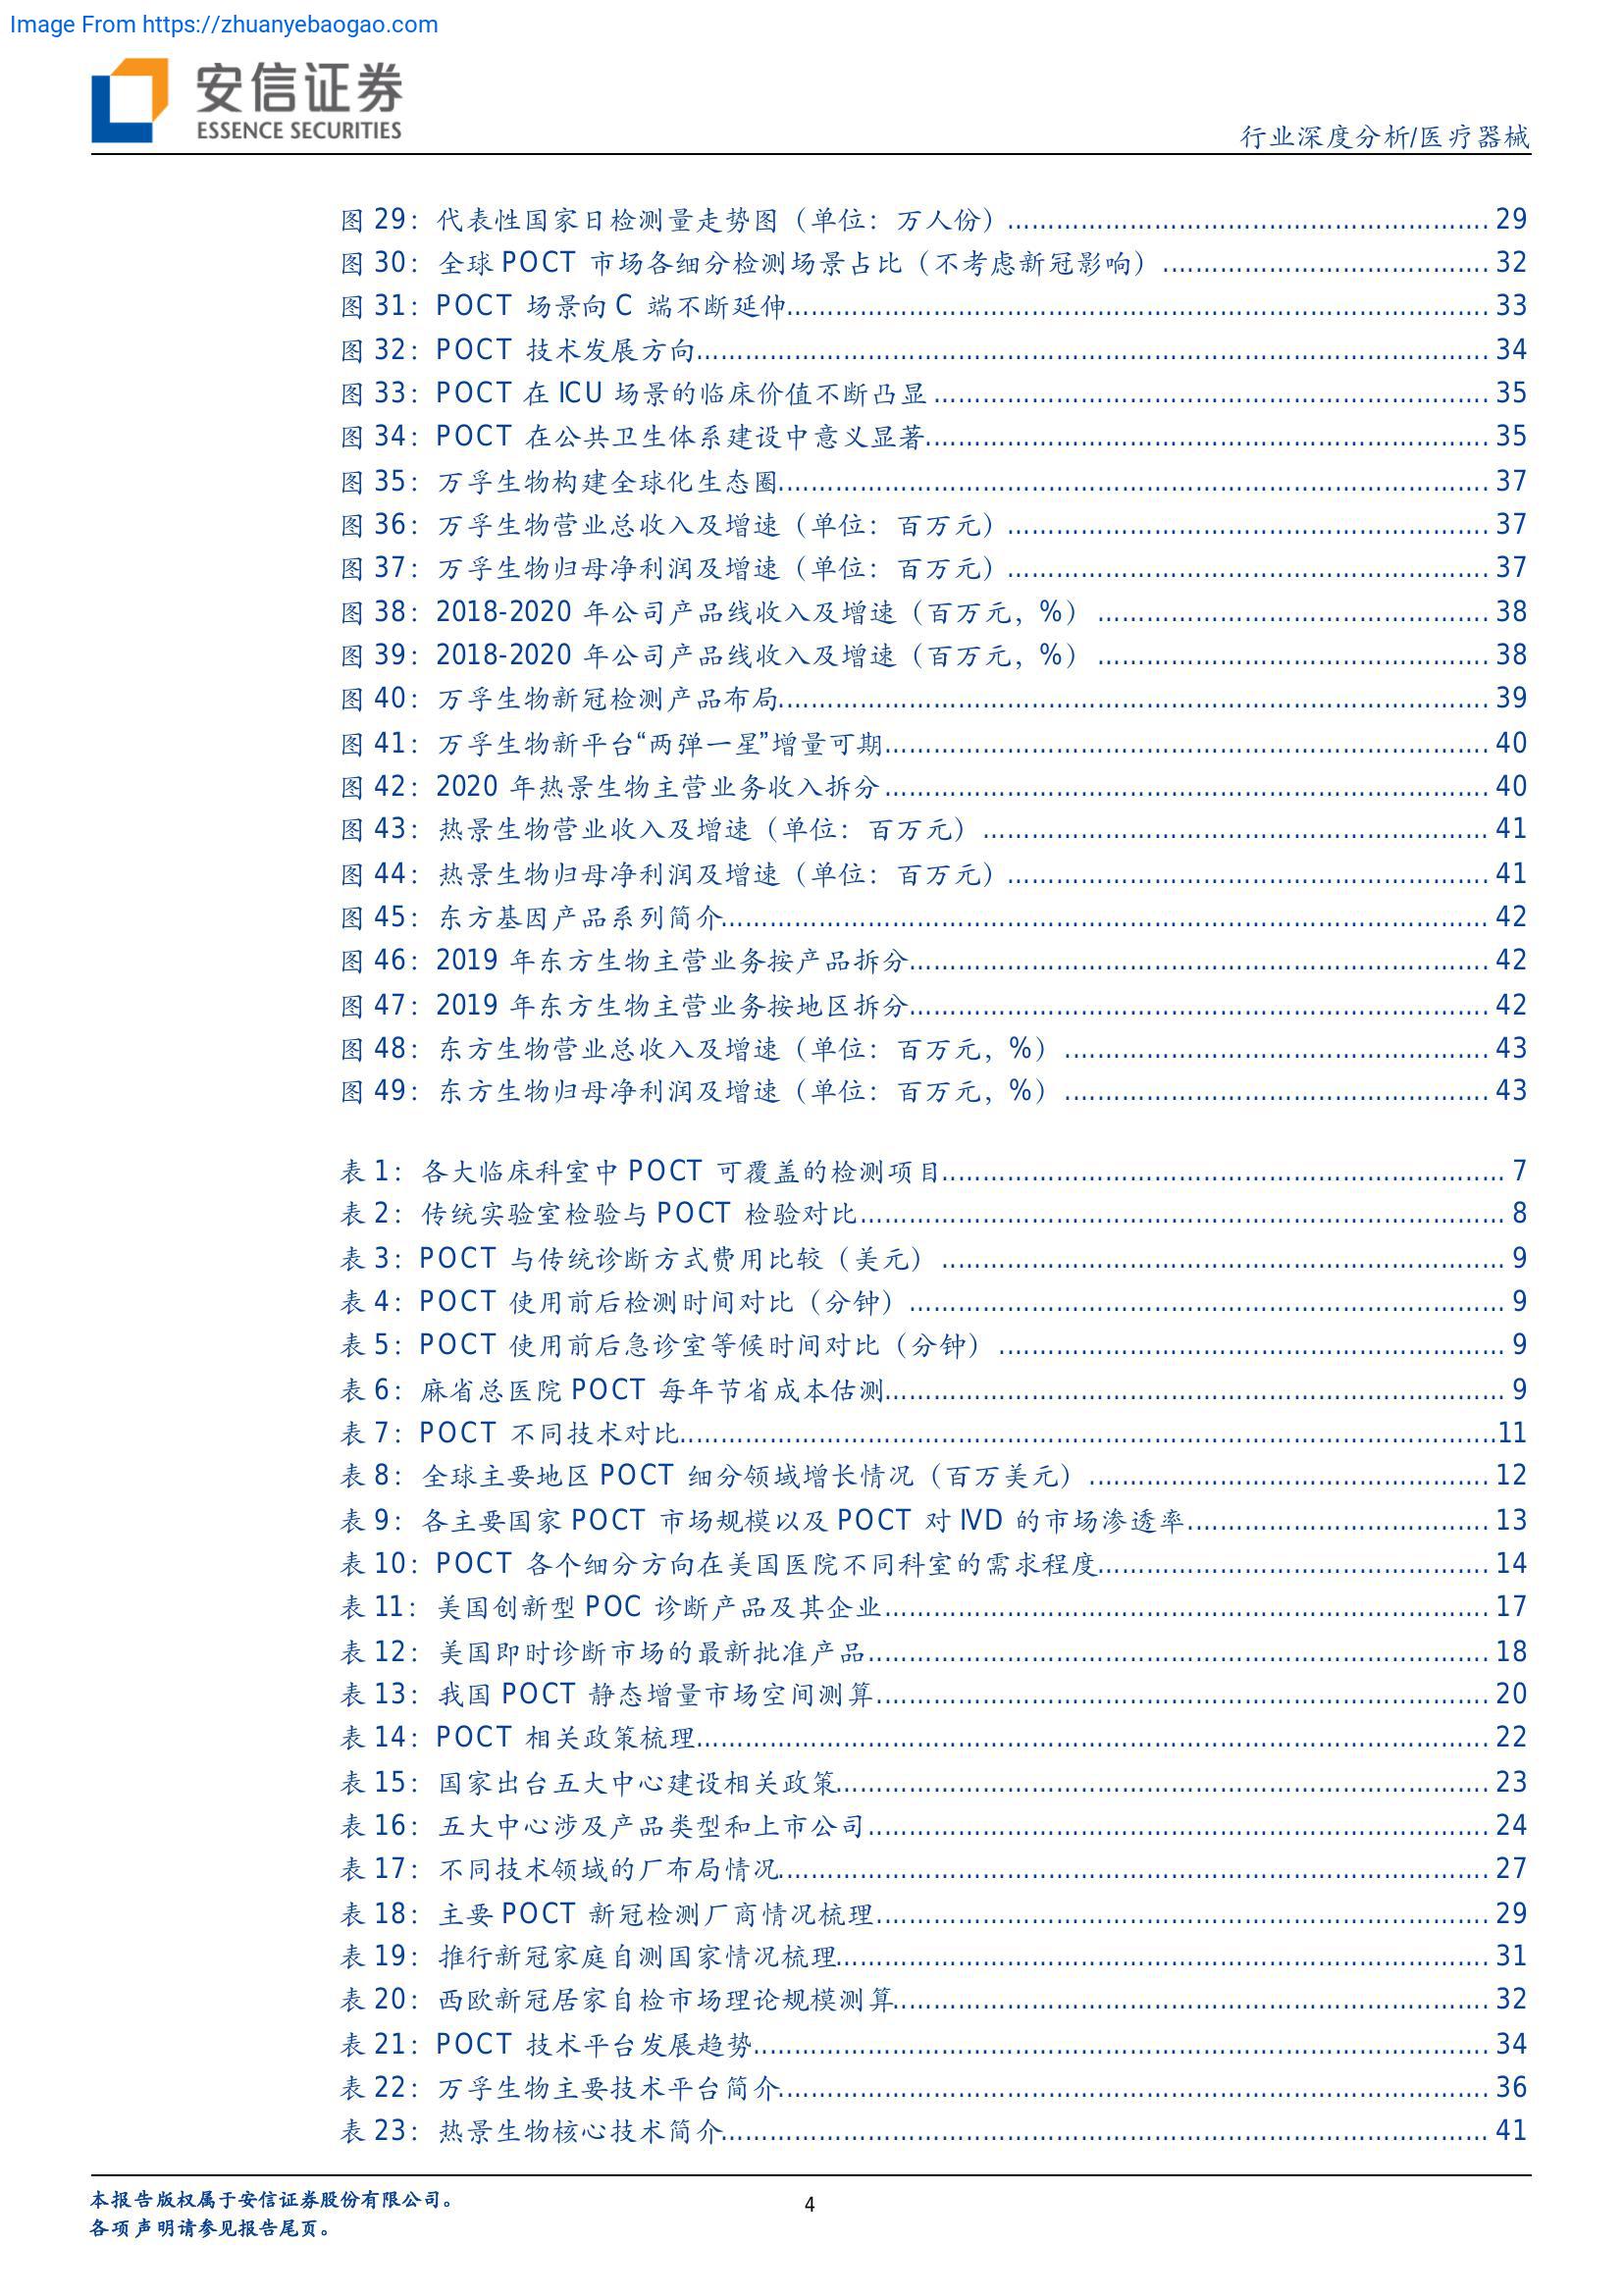 Image From https://zhuanyebaogao.com
安信证券
ESSENCE SECURITIES
行业深度分析/医疗器械
图 29：代表性国家日检测量走势图（单位：万人份）......29
图 30：全球 POCT 市场各细分检测场景占比（不考虑新冠影响）......32
图 31：POCT 场景向 C 端不断延伸......33
图 32：POCT 技术发展方向......34
图 33：POCT 在 ICU 场景的临床价值不断凸显......35
图 34：POCT 在公共卫生体系建设中意义显著......35
图 35：万孚生物构建全球化生态圈......37
图 36：万孚生物营业总收入及增速（单位：百万元）......37
图 37：万孚生物归母净利润及增速（单位：百万元）......37
图 38：2018-2020 年公司产品线收入及增速（百万元，%）......38
图 39：2018-2020 年公司产品线收入及增速（百万元，%）......38
图 40：万孚生物新冠检测产品布局......39
图 41：万孚生物新平台“两弹一星”增量可期......40
图 42：2020 年热景生物主营业务收入拆分......40
图 43：热景生物营业收入及增速（单位：百万元）......41
图 44：热景生物归母净利润及增速（单位：百万元）......41
图 45：东方基因产品系列简介......42
图 46：2019 年东方生物主营业务按产品拆分......42
图 47：2019 年东方生物主营业务按地区拆分......42
图 48：东方生物营业总收入及增速（单位：百万元，%）......43
图 49：东方生物归母净利润及增速（单位：百万元，%）......43
表 1：各大临床科室中 POCT 可覆盖的检测项目......7
表 2：传统实验室检验与 POCT 检验对比......8
表 3：POCT 与传统诊断方式费用比较（美元）......9
表 4：POCT 使用前后检测时间对比（分钟）......9
表 5：POCT 使用前后急诊室等候时间对比（分钟）......9
表 6：麻省总医院 POCT 每年节省成本估测......9
表 7：POCT 不同技术对比......11
表 8：全球主要地区 POCT 细分领域增长情况（百万美元）......12
表 9：各主要国家 POCT 市场规模以及 POCT 对 IVD 的市场渗透率......13
表 10：POCT 各个细分方向在美国医院不同科室的需求程度......14
表 11：美国创新型 POC 诊断产品及其企业......17
表 12：美国即时诊断市场的最新批准产品......18
表 13：我国 POCT 静态增量市场空间测算......20
表 14：POCT 相关政策梳理......22
表 15：国家出台五大中心建设相关政策......23
表 16：五大中心涉及产品类型和上市公司......24
表 17：不同技术领域的厂布局情况......27
表 18：主要 POCT 新冠检测厂商情况梳理......29
表 19：推行新冠家庭自测国家情况梳理......31
表 20：西欧新冠居家自检市场理论规模测算......32
表 21：POCT 技术平台发展趋势......34
表 22：万孚生物主要技术平台简介......36
表 23：热景生物核心技术简介......41
本报告版权属于安信证券股份有限公司。
4
各项声明请参见报告尾页。